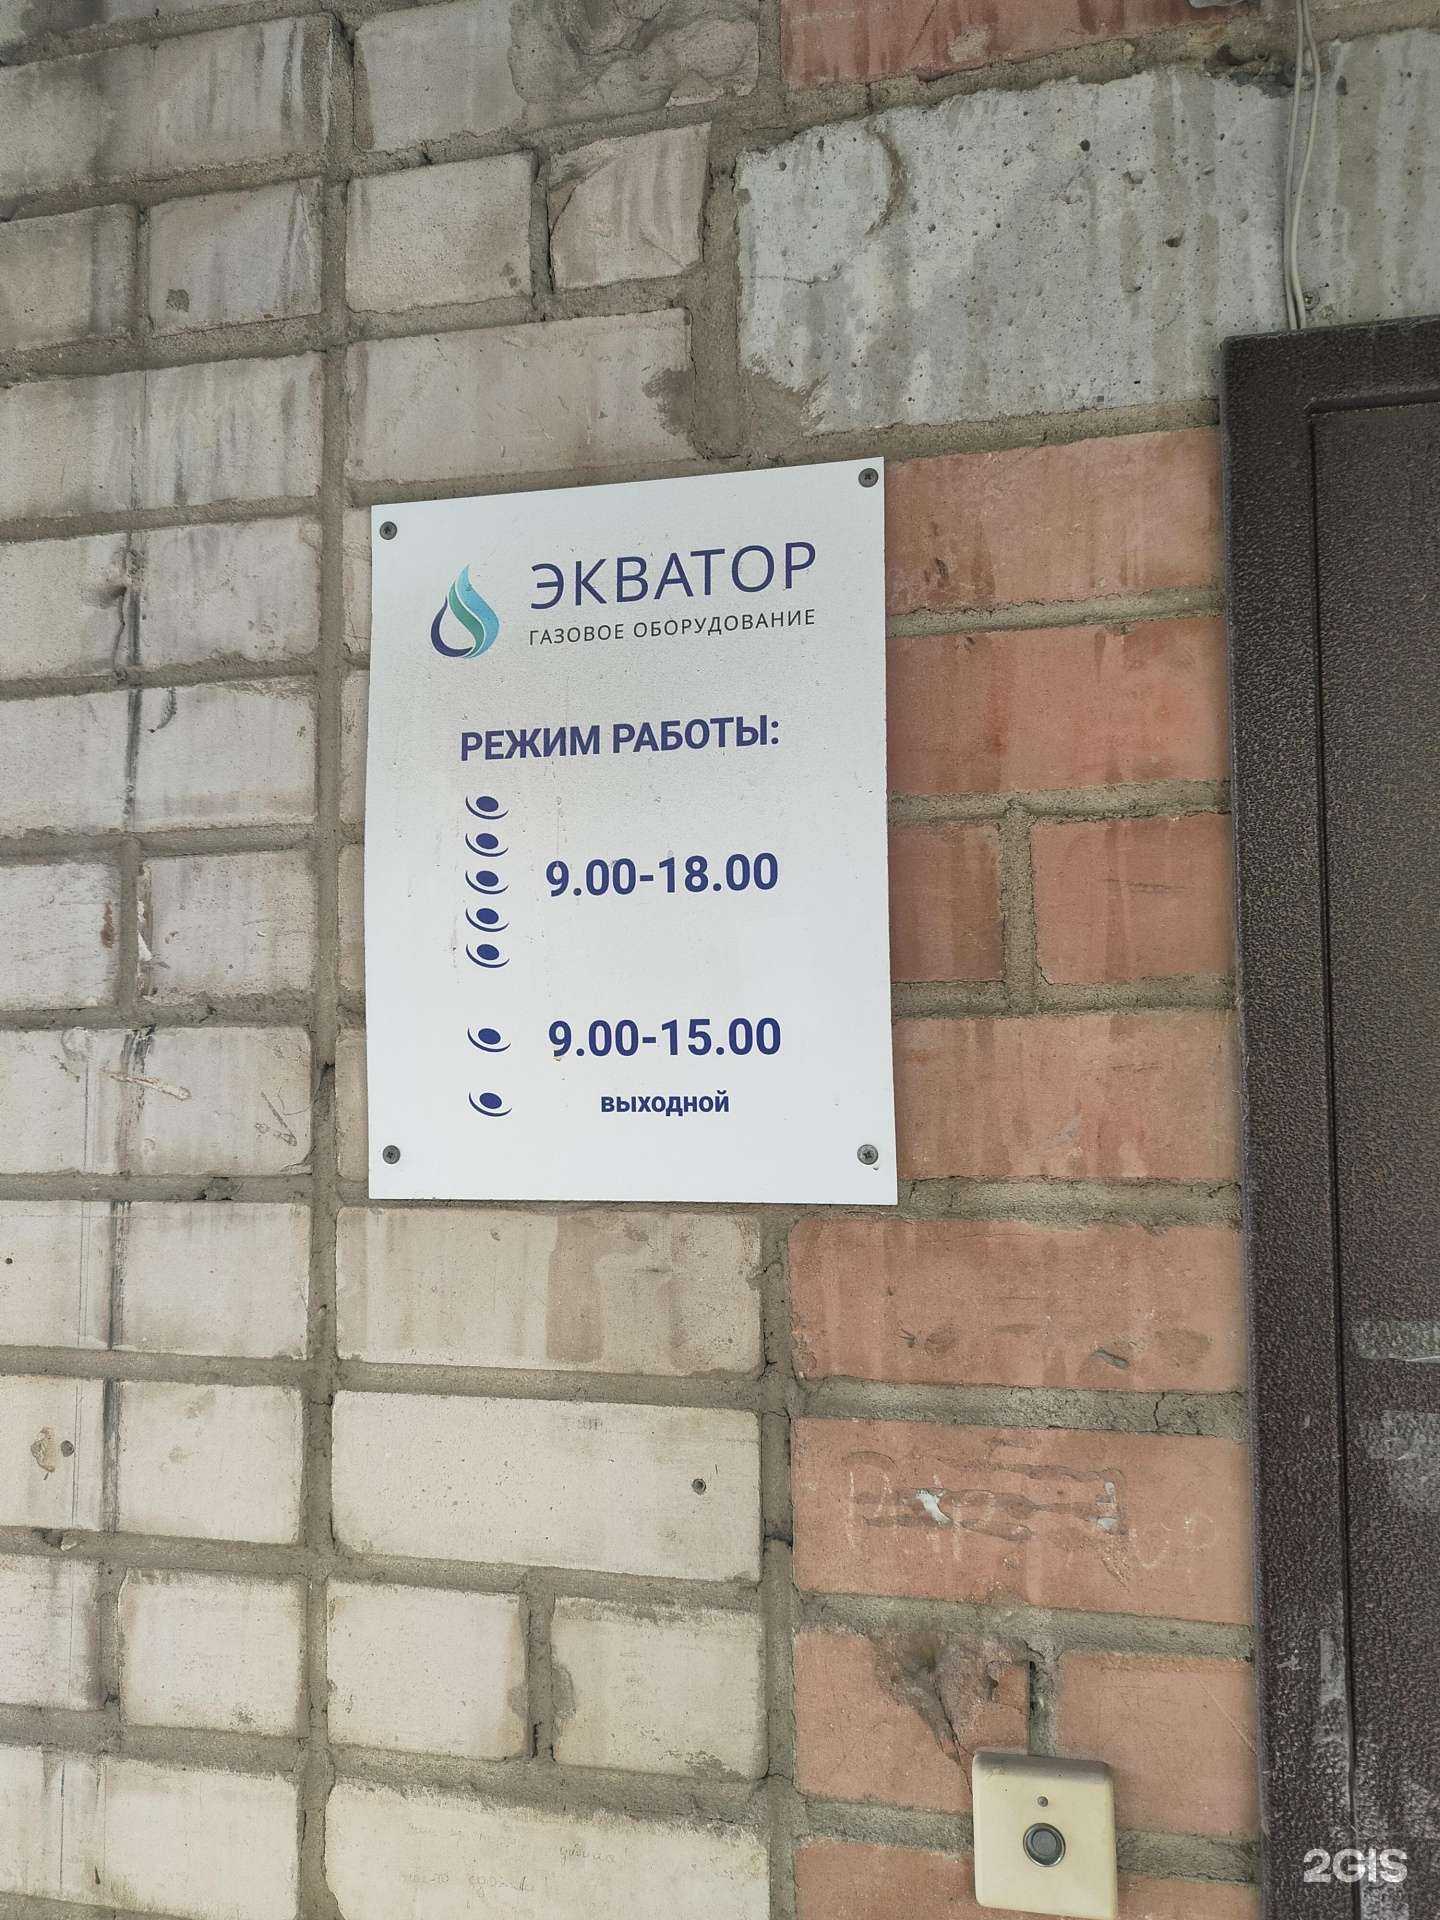 ЭКВАТОР
ГАЗОВОЕ ОБОРУДОВАНИЕ
РЕЖИМ РАБОТЫ:
9.00-18.00
9.00-15.00
выходной
2GIS